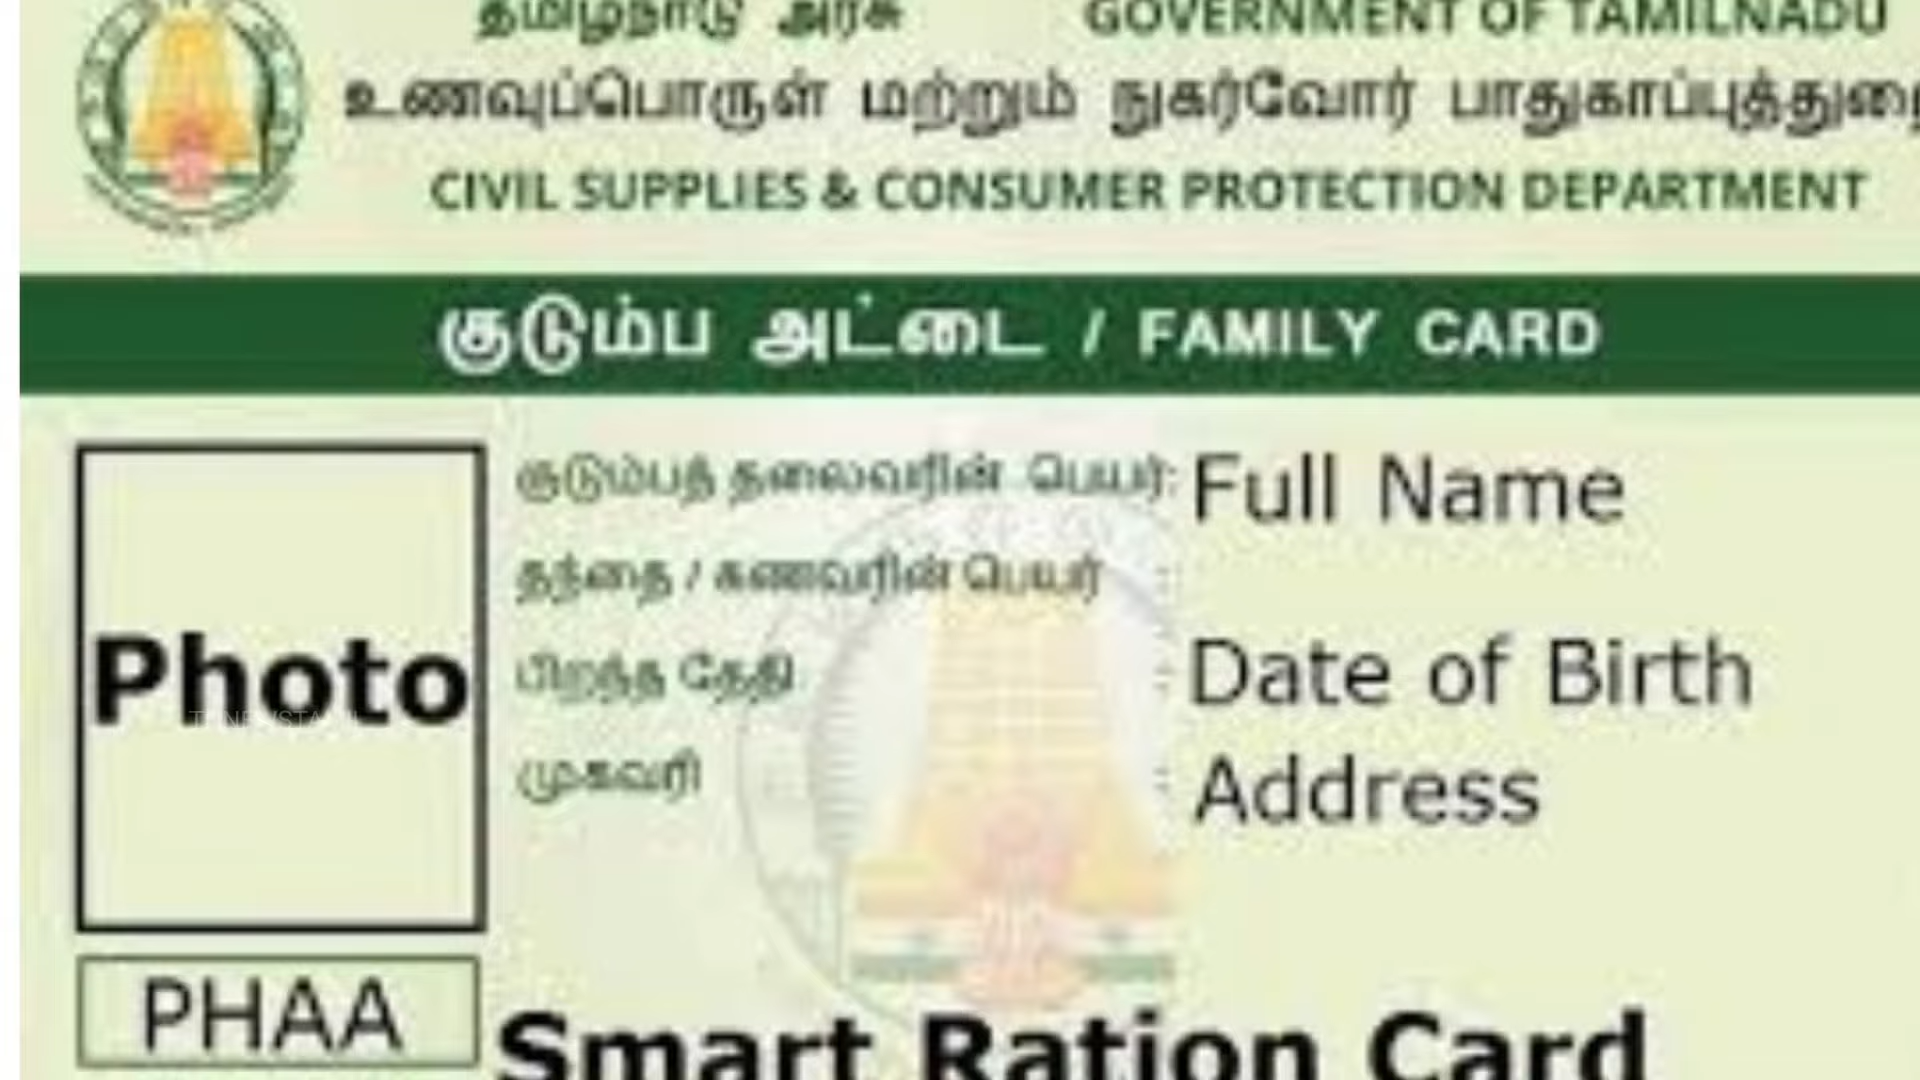 தமிழ்நாடு அரசு GOVERNMENT OF TAMILNADU
உணவுப்பொருள் மற்றும் நுகர்வோர் பாதுகாப்புத்துறை
CIVIL SUPPLIES & CONSUMER PROTECTION DEPARTMENT
குடும்ப அட்டை / FAMILY CARD
குடும்பத் தலைவரின் பெயர்: Full Name
தந்தை / கணவரின் பெயர் :
பிறந்த தேதி : Date of Birth
முகவரி : Address
Photo
PHAA
Smart Ration Card